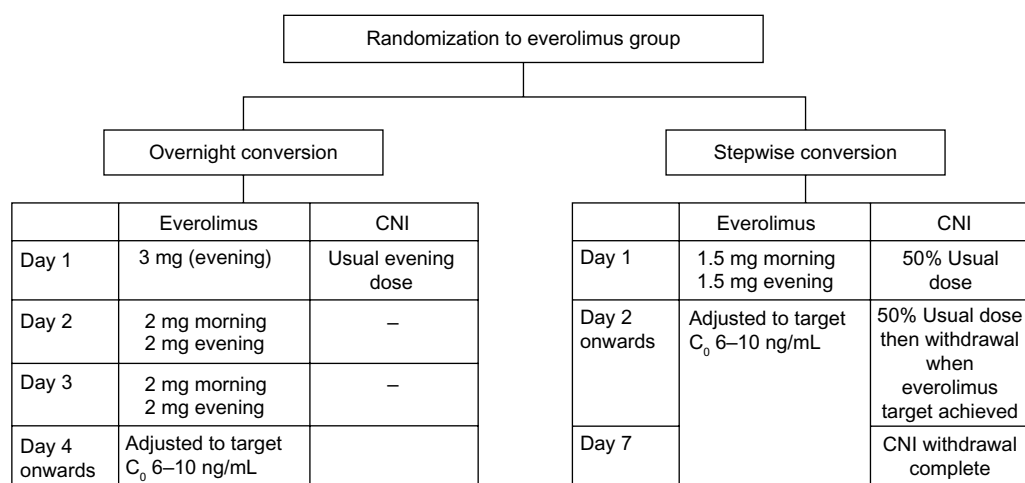 Randomization to everolimus group
Overnight conversion
Stepwise conversion
Everolimus
CNI
Day 1
3 mg (evening)
Usual evening
dose
Day 2
2 mg morning
2 mg evening
–
Day 3
2 mg morning
2 mg evening
–
Day 4
onwards
Adjusted to target
C0 6–10 ng/mL
Everolimus
CNI
Day 1
1.5 mg morning
1.5 mg evening
50% Usual
dose
Day 2
onwards
Adjusted to target
C0 6–10 ng/mL
50% Usual dose
then withdrawal
when
everolimus
target achieved
Day 7
CNI withdrawal
complete